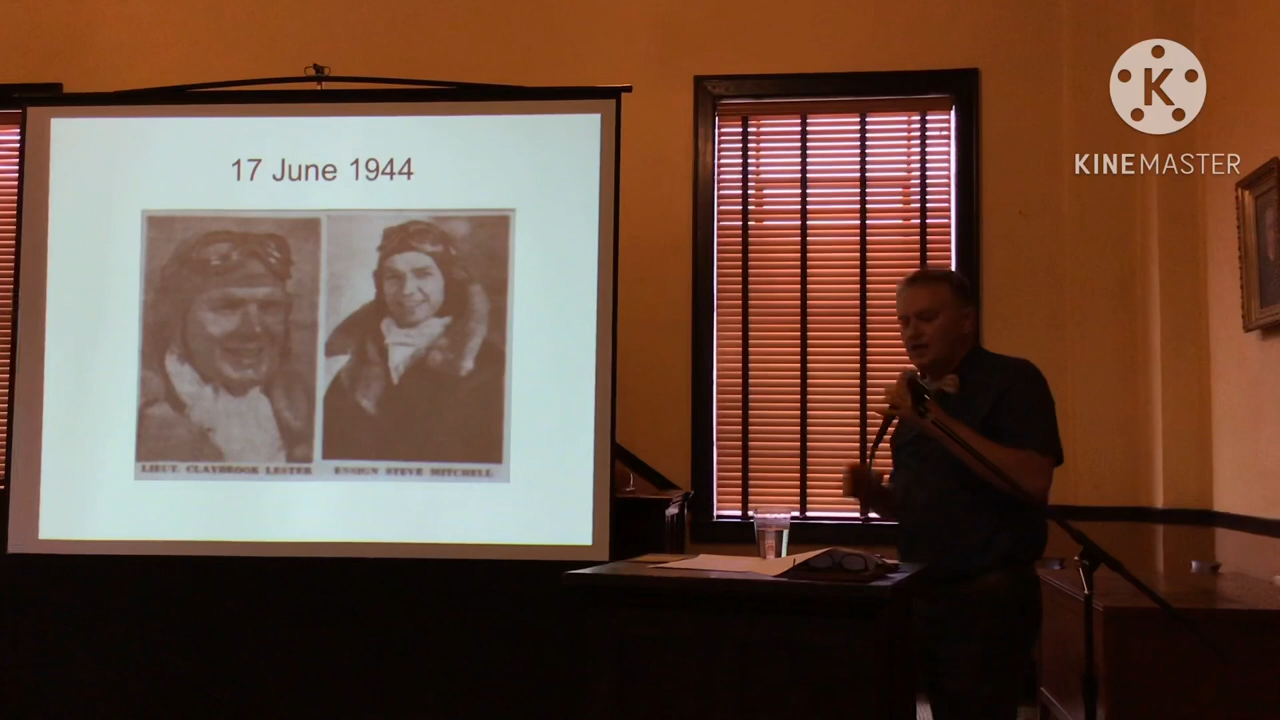 17 June 1944
LIEUT. CLAYBROOK LESTER
ENSIGN STEVE MITCHELL
K
KINEMASTER